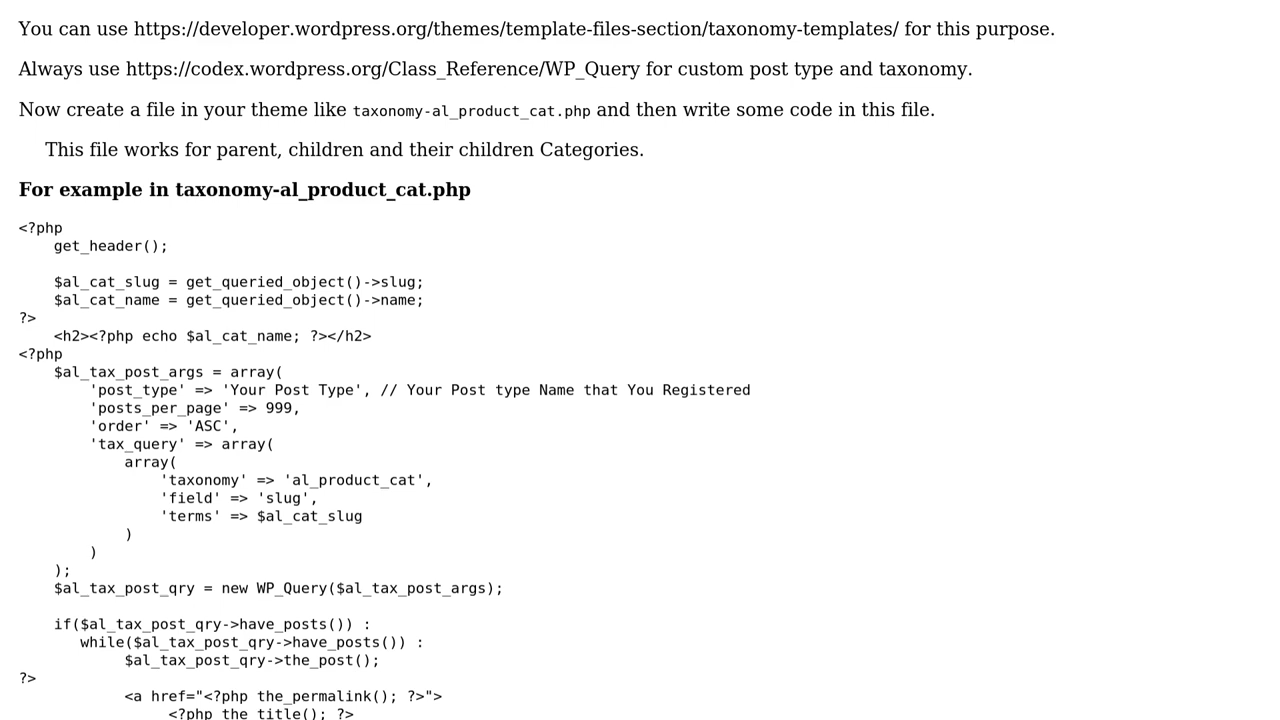 You can use https://developer.wordpress.org/themes/template-files-section/taxonomy-templates/ for this purpose.
Always use https://codex.wordpress.org/Class_Reference/WP_Query for custom post type and taxonomy.
Now create a file in your theme like taxonomy-al_product_cat.php and then write some code in this file.
This file works for parent, children and their children Categories.
For example in taxonomy-al_product_cat.php
<?php
    get_header();

    $al_cat_slug = get_queried_object()->slug;
    $al_cat_name = get_queried_object()->name;
?>
    <h2><?php echo $al_cat_name; ?></h2>
<?php
    $al_tax_post_args = array(
        'post_type' => 'Your Post Type', // Your Post type Name that You Registered
        'posts_per_page' => 999,
        'order' => 'ASC',
        'tax_query' => array(
            array(
                'taxonomy' => 'al_product_cat',
                'field' => 'slug',
                'terms' => $al_cat_slug
            )
        )
    );
    $al_tax_post_qry = new WP_Query($al_tax_post_args);

    if($al_tax_post_qry->have_posts()) :
       while($al_tax_post_qry->have_posts()) :
            $al_tax_post_qry->the_post();
?>
            <a href="<?php the_permalink(); ?>">
                 <?php the_title(); ?>